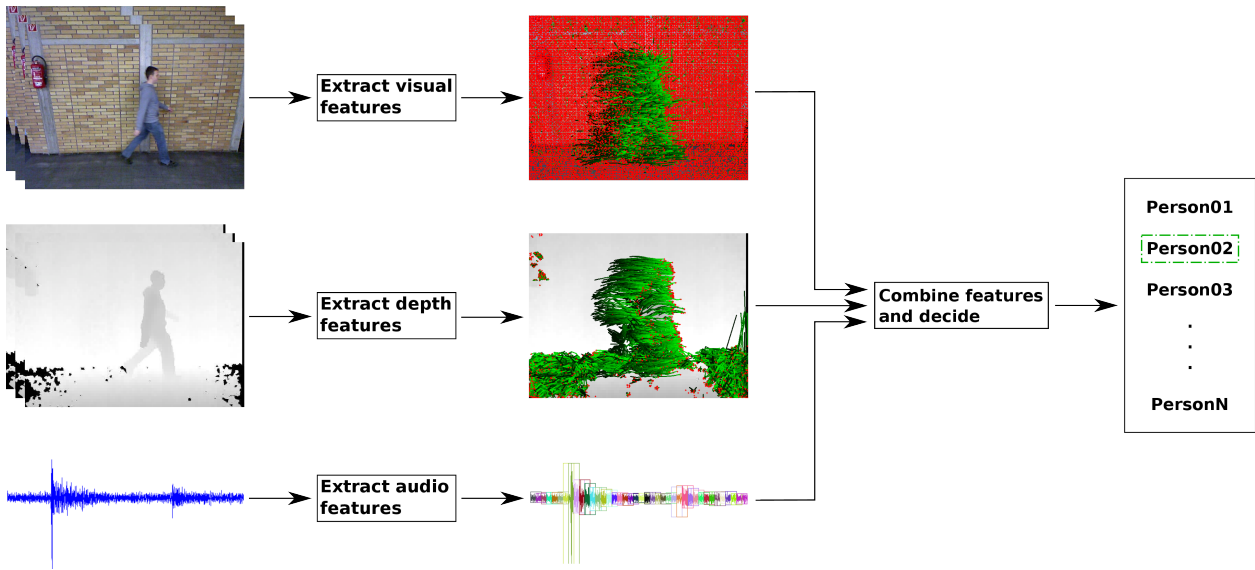 Extract visual
features
Extract depth
features
Extract audio
features
Combine features
and decide
Person01
Person02
Person03
.
.
.
PersonN